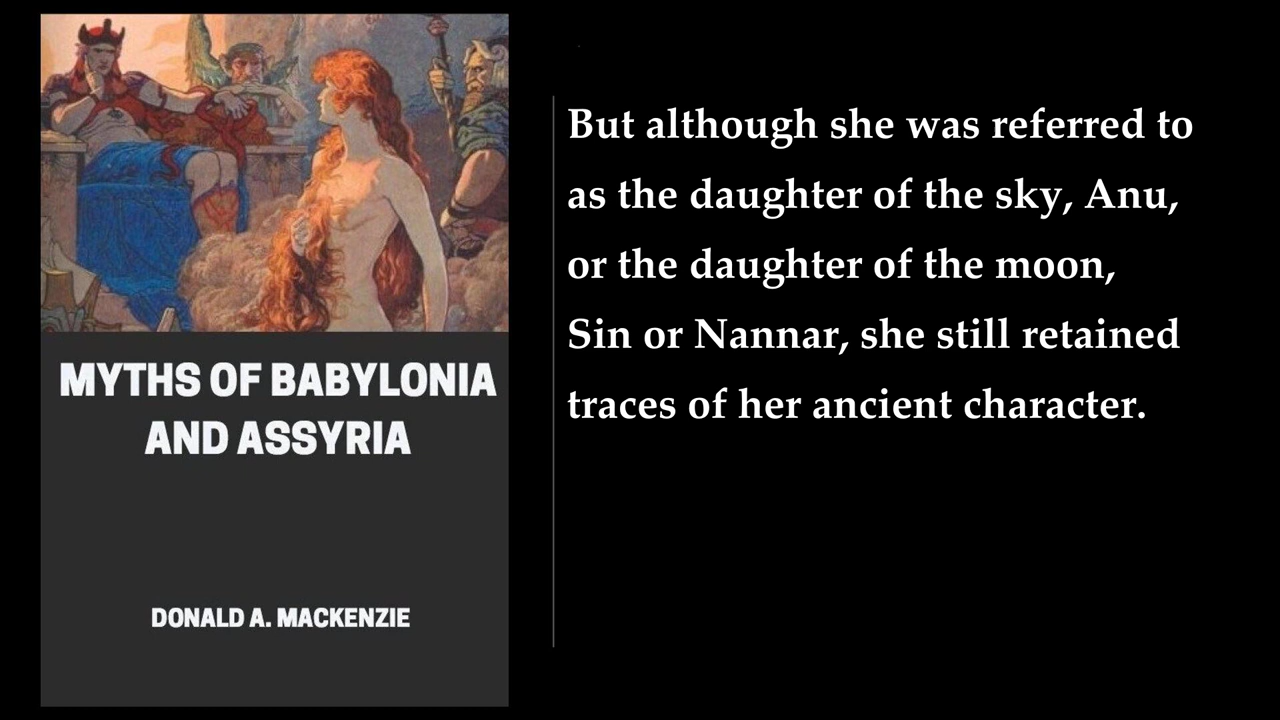 MYTHS OF BABYLONIA
AND ASSYRIA
DONALD A. MACKENZIE
But although she was referred to
as the daughter of the sky, Anu,
or the daughter of the moon,
Sin or Nannar, she still retained
traces of her ancient character.